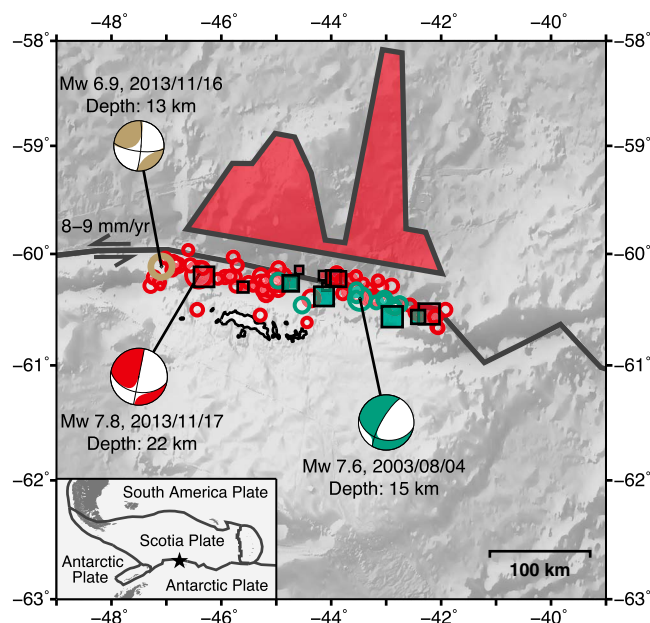 −48° −46° −44° −42° −40°
−58° −58°
Mw 6.9, 2013/11/16
Depth: 13 km
−59° −59°
8−9 mm/yr
−60° −60°
−61° −61°
Mw 7.8, 2013/11/17
Depth: 22 km
Mw 7.6, 2003/08/04
Depth: 15 km
−62° −62°
South America Plate
Scotia Plate
Antarctic
Plate
Antarctic Plate
100 km
−63° −63°
−48° −46° −44° −42° −40°